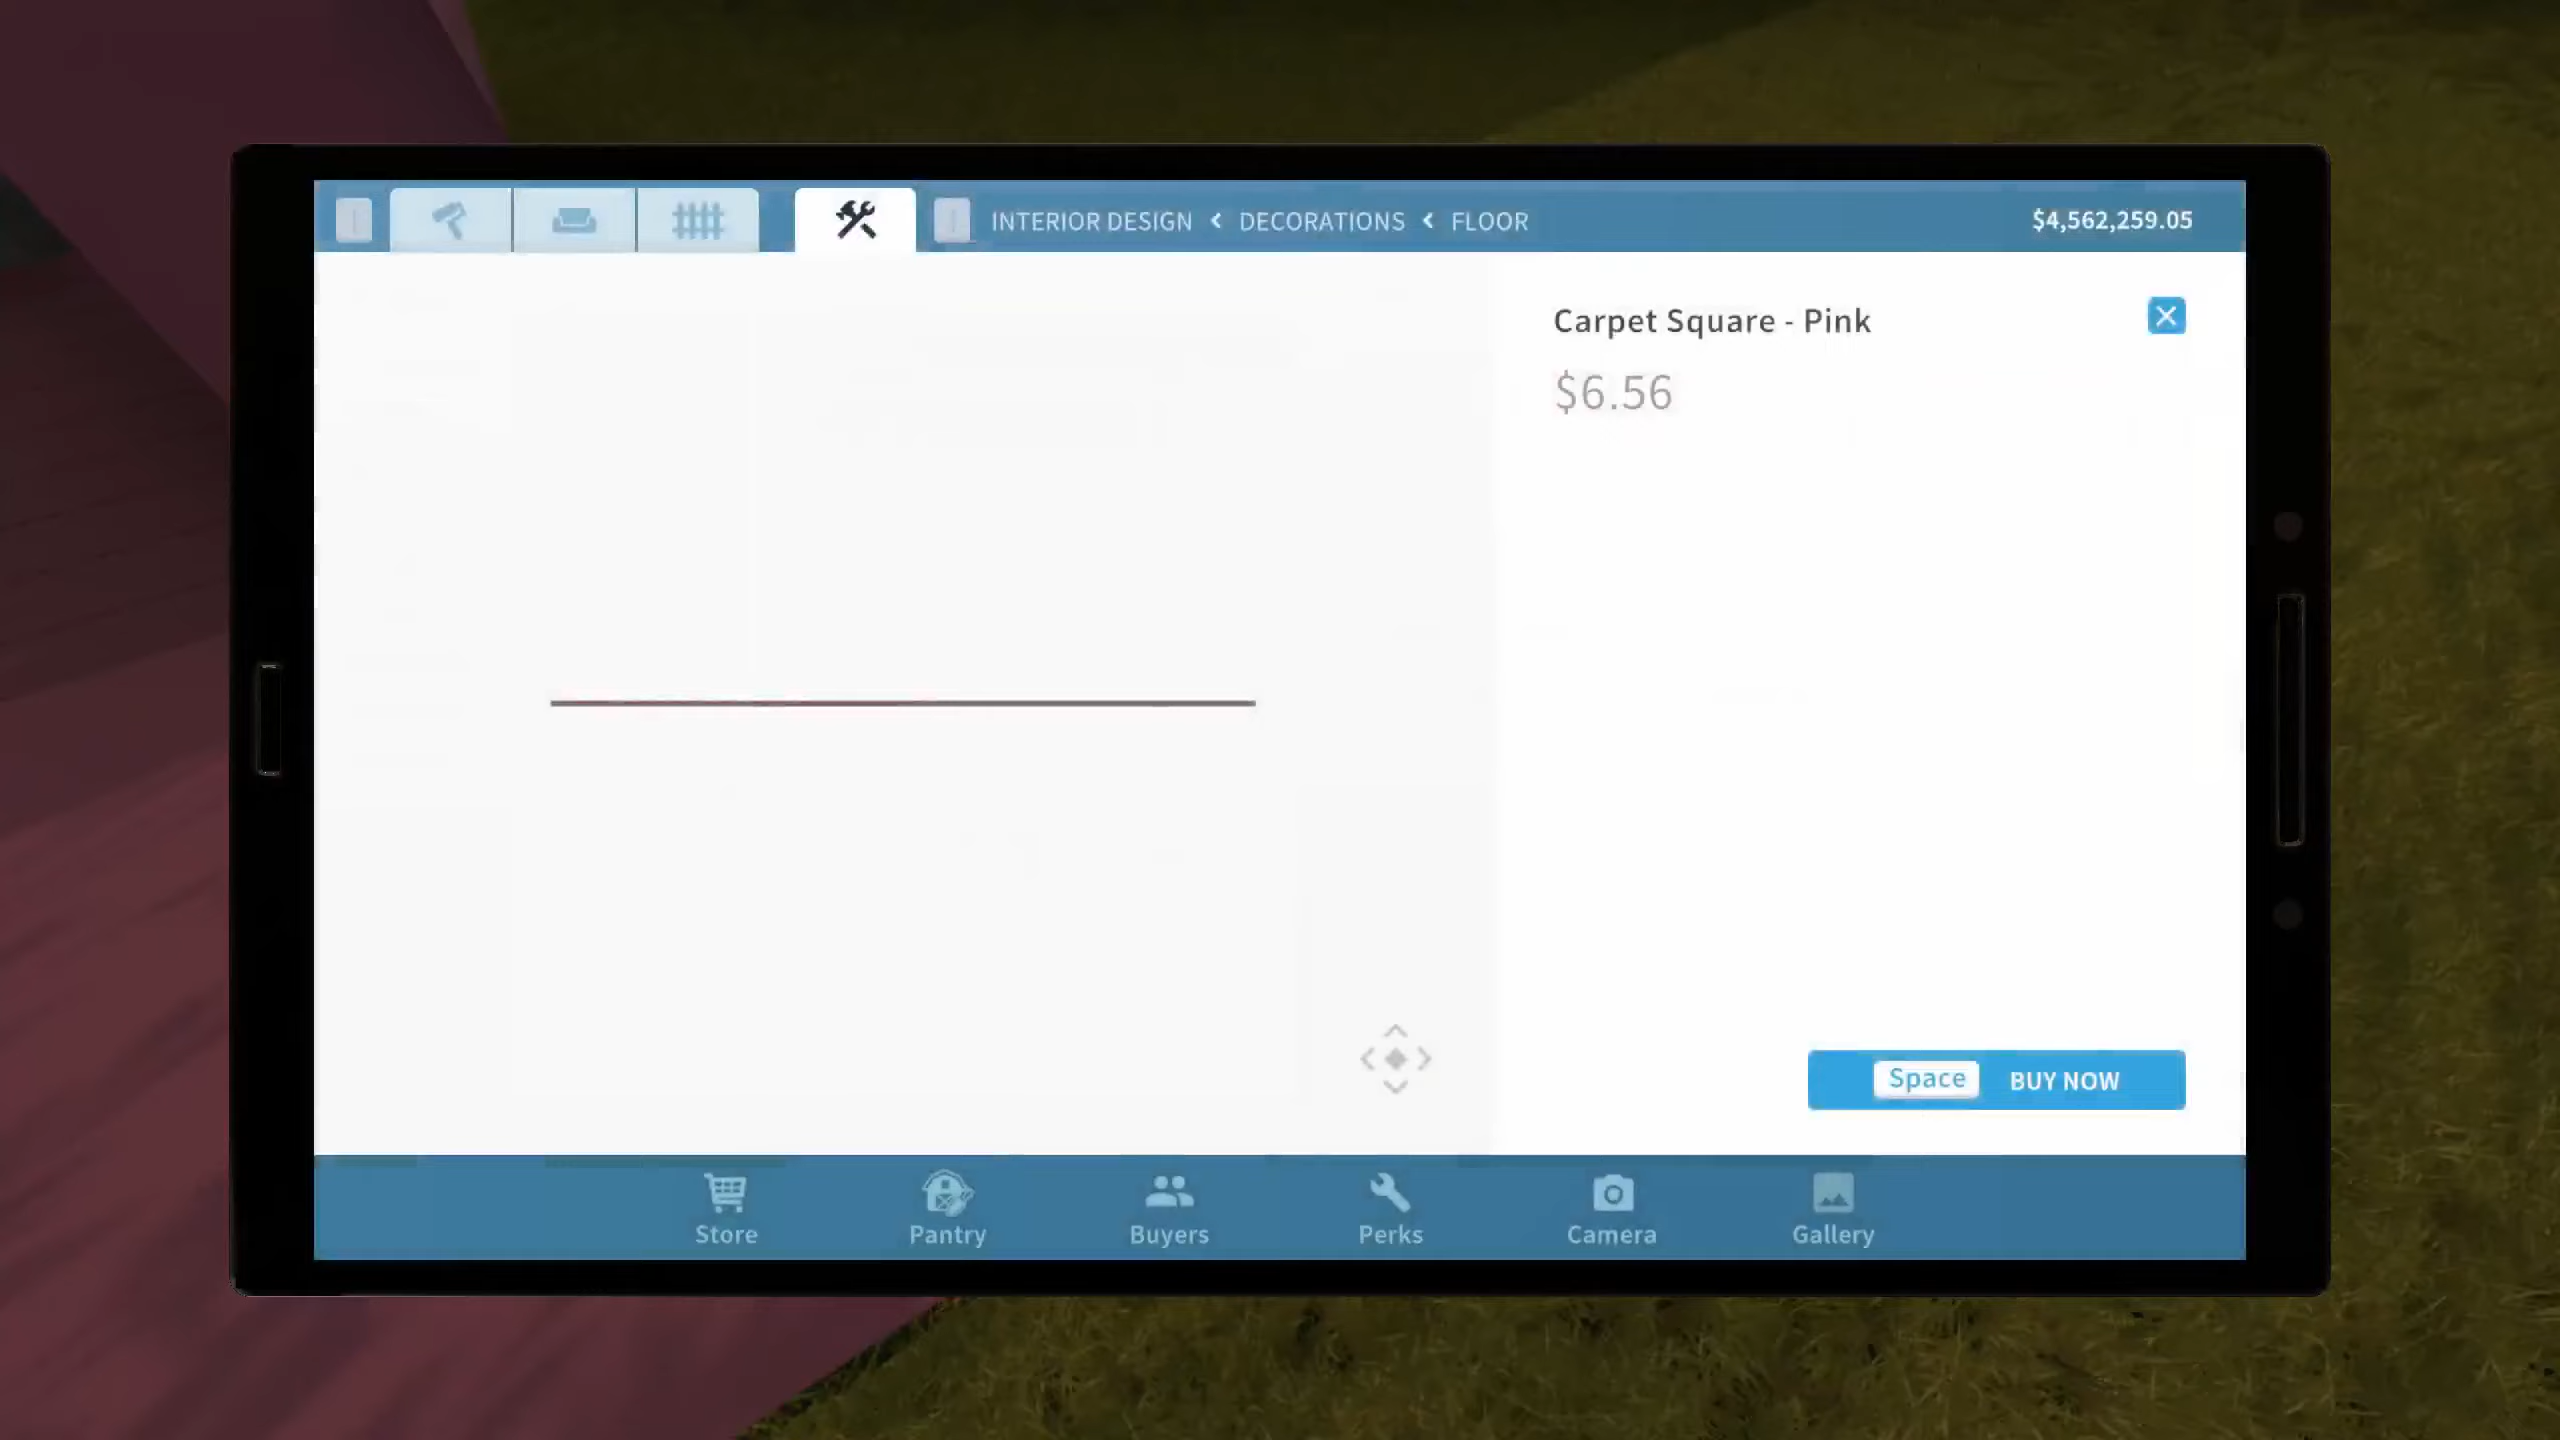 INTERIOR DESIGN < DECORATIONS < FLOOR
$4,562,259.05
Carpet Square - Pink
$6.56
Space BUY NOW
Store Pantry Buyers Perks Camera Gallery